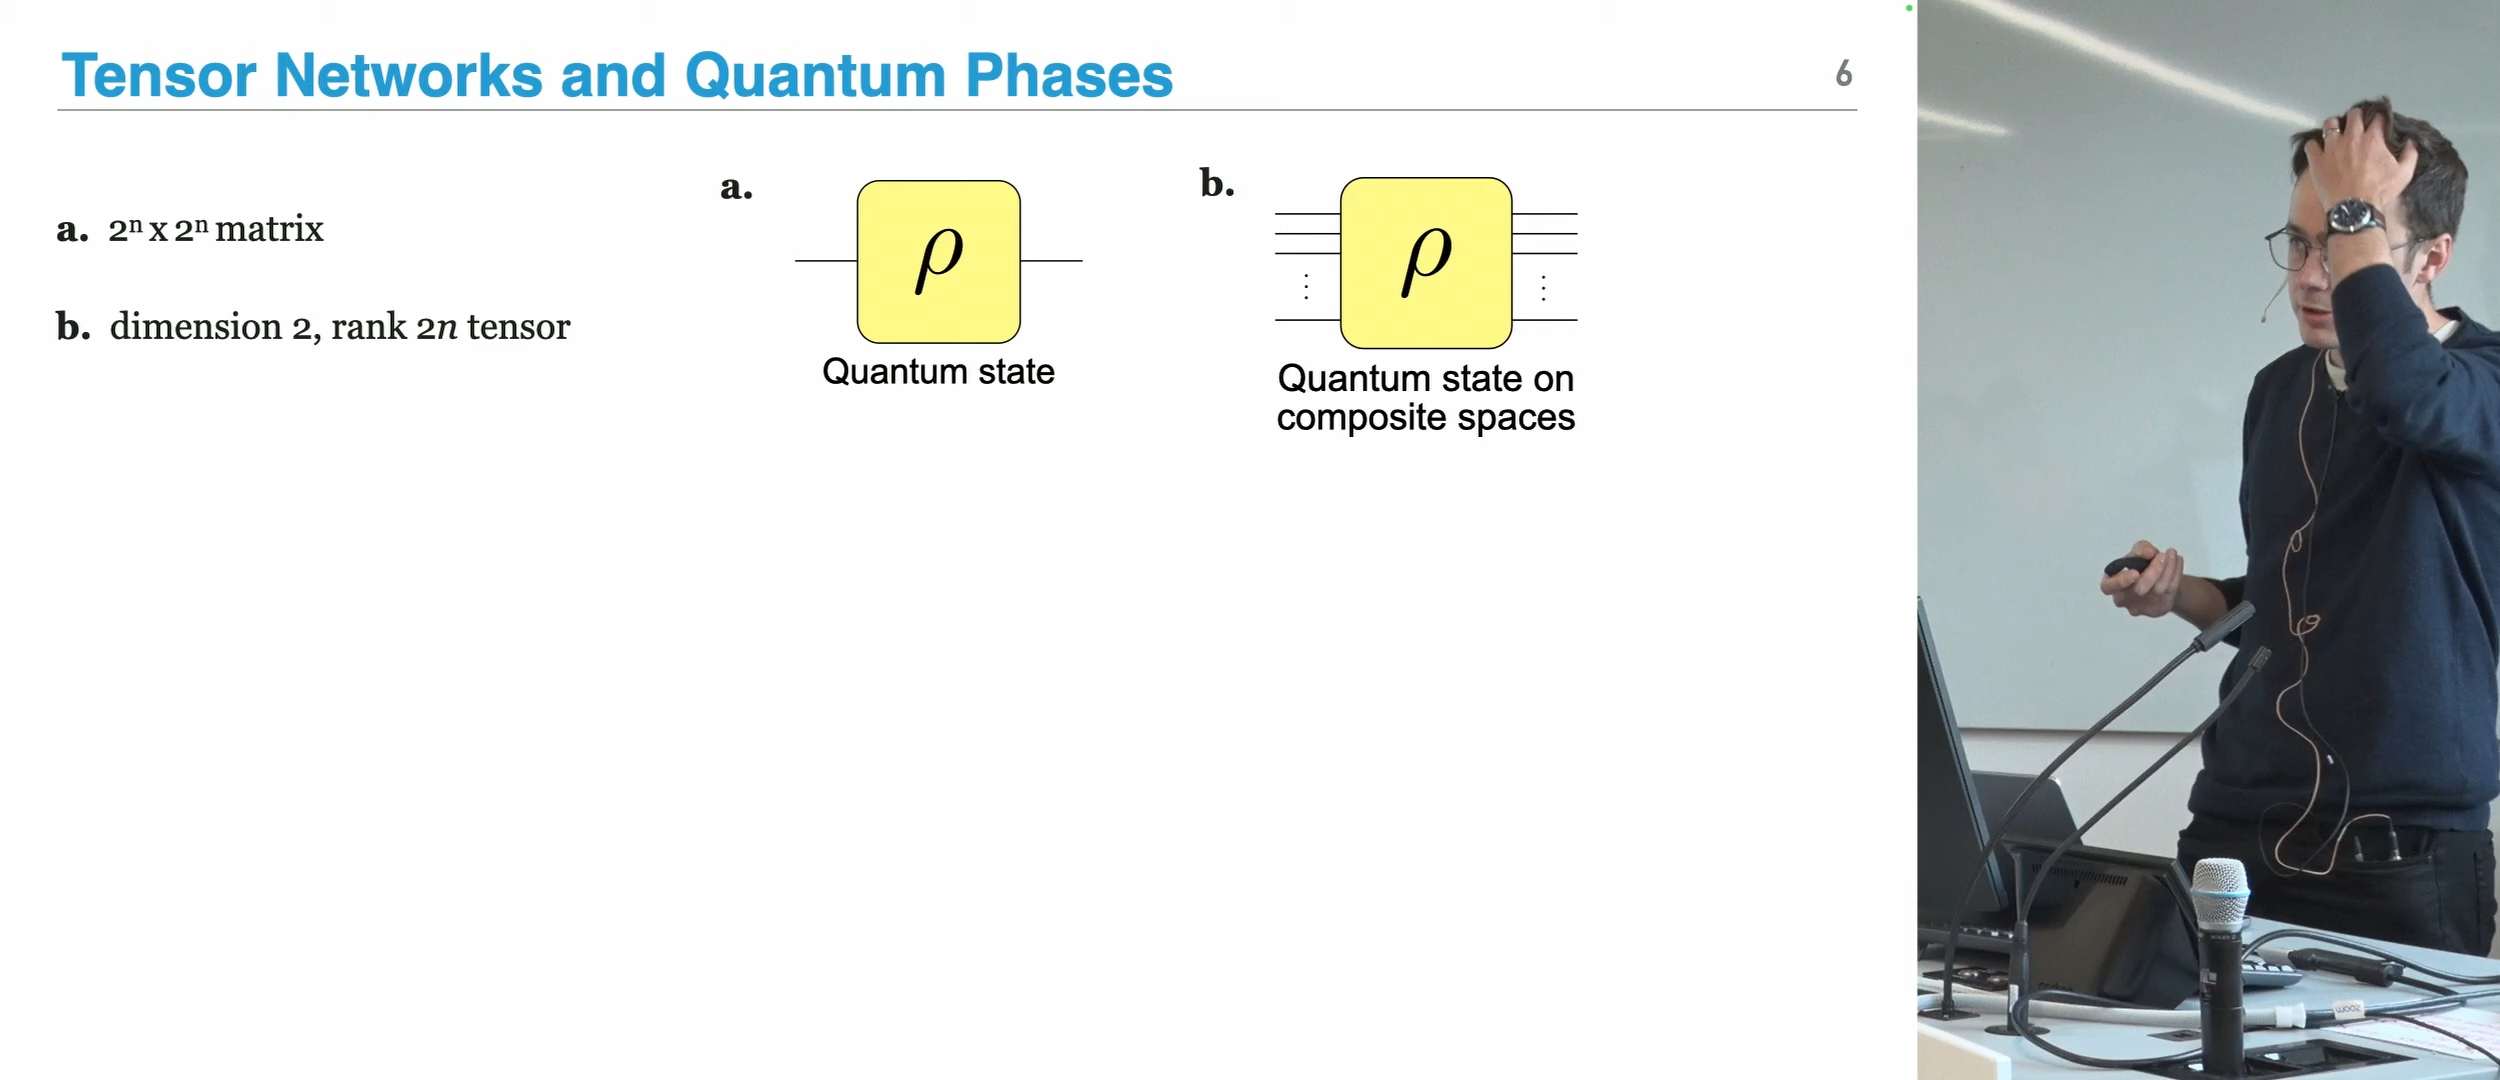 Tensor Networks and Quantum Phases
6
a. 2ⁿ x 2ⁿ matrix
b. dimension 2, rank 2n tensor
a.
ρ
Quantum state
b.
ρ
Quantum state on
composite spaces